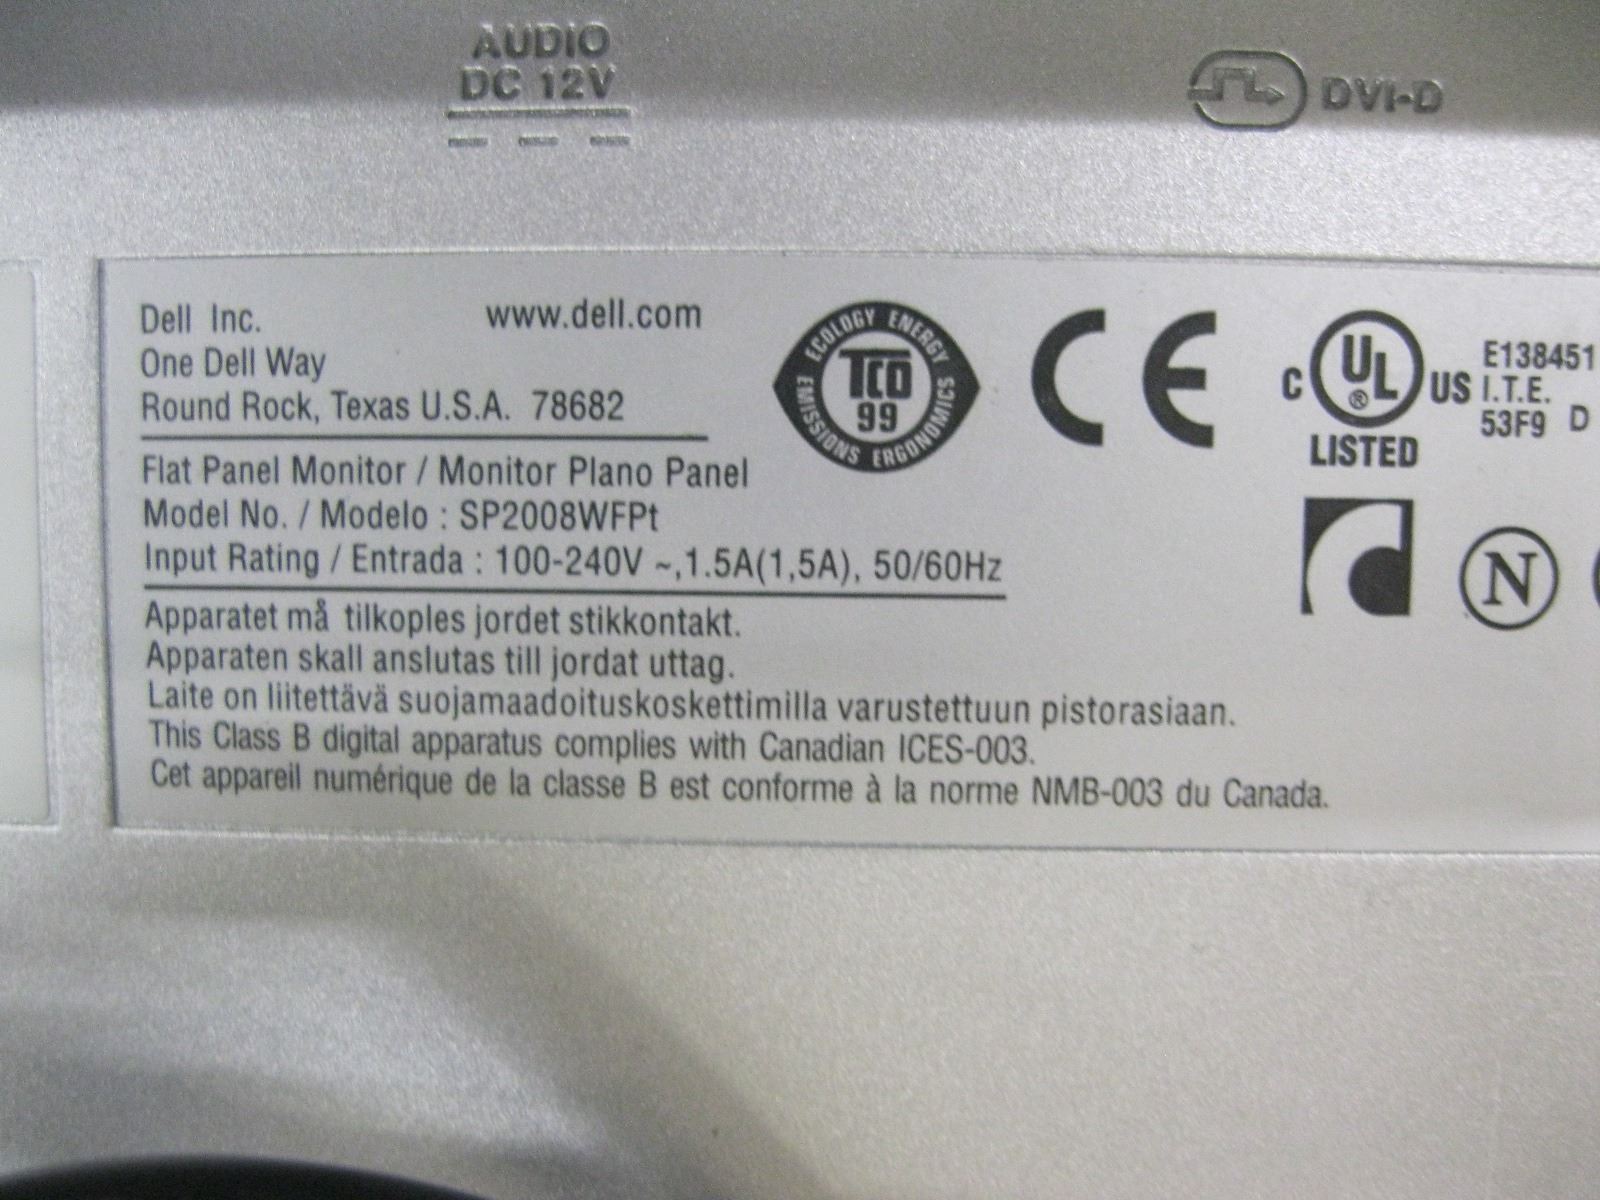 AUDIO
DC 12V
DVI-D
Dell Inc. www.dell.com
One Dell Way
Round Rock, Texas U.S.A. 78682
Flat Panel Monitor / Monitor Plano Panel
Model No. / Modelo : SP2008WFPt
Input Rating / Entrada : 100-240V ~,1.5A(1,5A), 50/60Hz
Apparatet må tilkoples jordet stikkontakt.
Apparaten skall anslutas till jordat uttag.
Laite on liitettävä suojamaadoituskoskettimilla varustettuun pistorasiaan.
This Class B digital apparatus complies with Canadian ICES-003.
Cet appareil numérique de la classe B est conforme à la norme NMB-003 du Canada.
ECOLOGY ENERGY
TCO
99
EMISSIONS ERGONOMICS
CE
C UL ® US
LISTED
E138451
I.T.E.
53F9 D
N